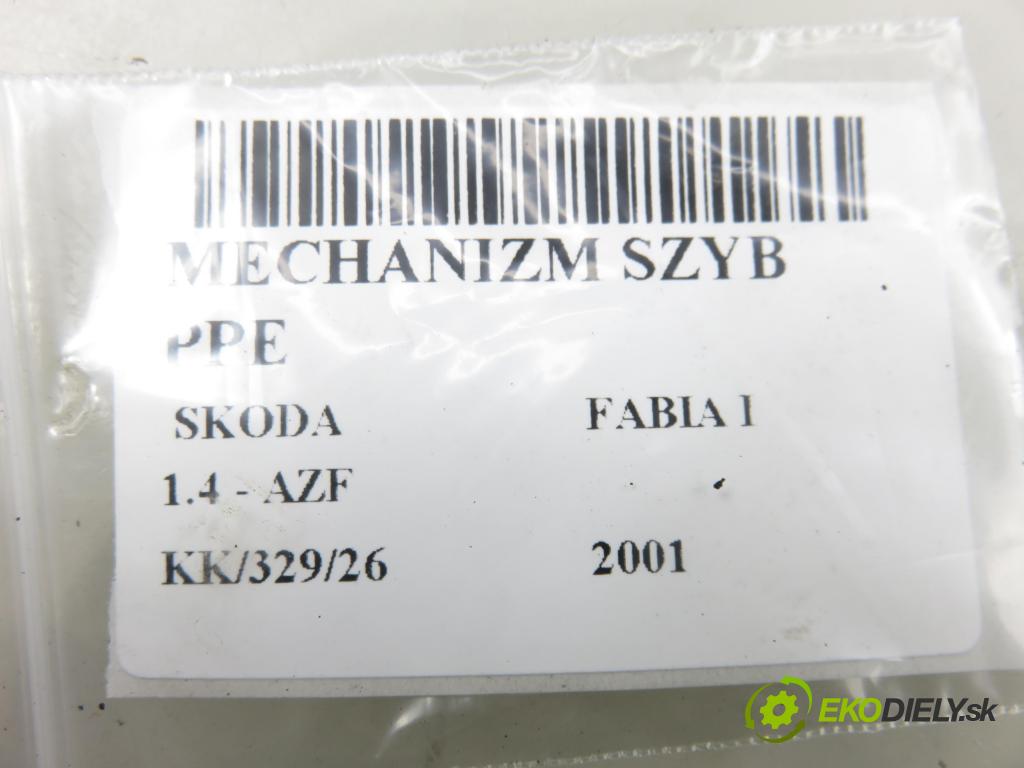 MECHANIZM SZYB
PPE
SKODA FABIA I
1.4 - AZF
KK/329/26 2001
EKODIELY.sk